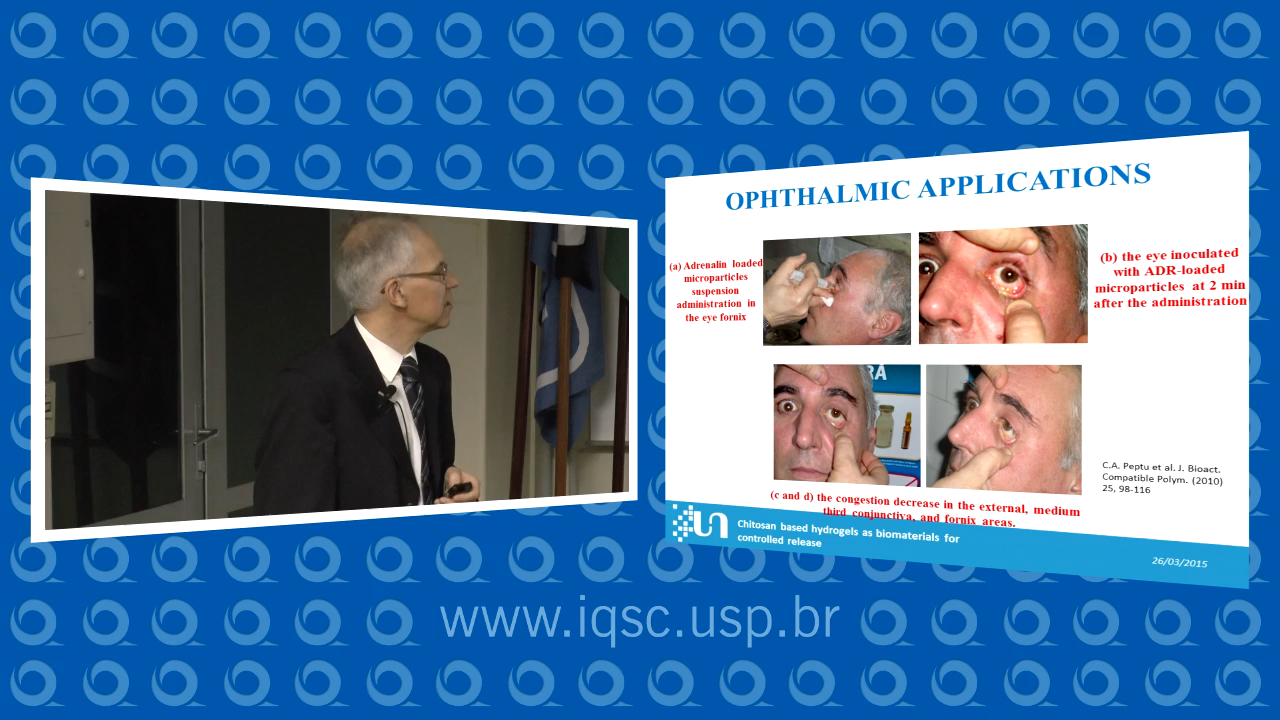 OPHTHALMIC APPLICATIONS
(a) Adrenalin loaded
microparticles
suspension
administration in
the eye fornix
(b) the eye inoculated
with ADR-loaded
microparticles at 2 min
after the administration
RA
C.A. Peptu et al. J. Bioact.
Compatible Polym. (2010)
25, 98-116
(c and d) the congestion decrease in the external, medium
third conjunctiva, and fornix areas.
un
Chitosan based hydrogels as biomaterials for
controlled release
26/03/2015
www.iqsc.usp.br